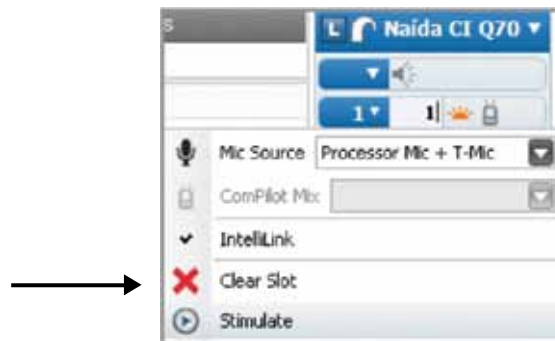 S
L Naída CI Q70
1 1
Mic Source Processor Mic + T-Mic
ComPilot Mix
IntelliLink
Clear Slot
Stimulate